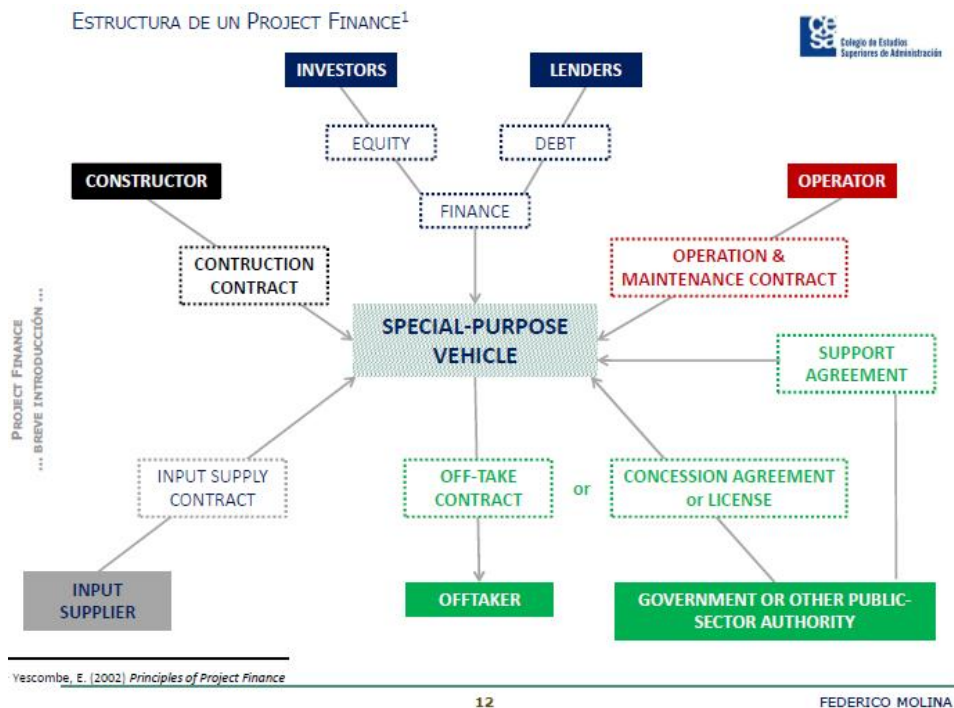 ESTRUCTURA DE UN PROJECT FINANCE1
cesa
Colegio de Estudios
Superiores de Administración
INVESTORS
LENDERS
EQUITY
DEBT
CONSTRUCTOR
OPERATOR
FINANCE
CONTRUCTION
CONTRACT
OPERATION &
MAINTENANCE CONTRACT
SPECIAL-PURPOSE
VEHICLE
SUPPORT
AGREEMENT
PROJECT FINANCE
... BREVE INTRODUCCIÓN ...
INPUT SUPPLY
CONTRACT
OFF-TAKE
CONTRACT
or
CONCESSION AGREEMENT
or LICENSE
INPUT
SUPPLIER
OFFTAKER
GOVERNMENT OR OTHER PUBLIC-
SECTOR AUTHORITY
Yescombe, E. (2002) Principles of Project Finance
12
FEDERICO MOLINA